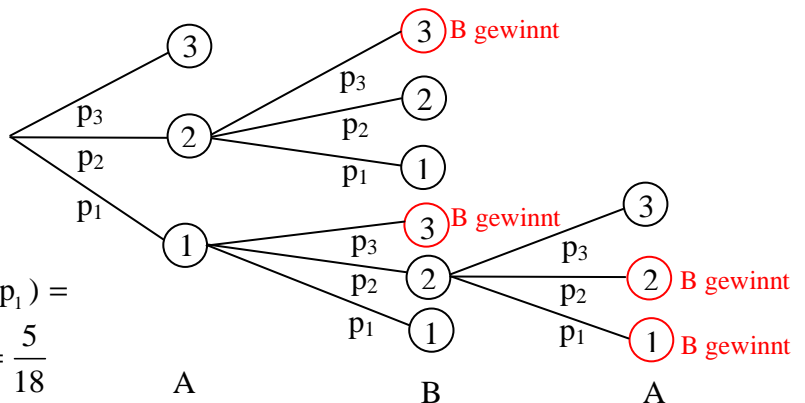 3 B gewinnt
3
p₃
p₃ 2
2 p₂
p₂ p₁ 1
p₁ 3 B gewinnt 3
1 p₃ p₃
p₂ 2 2 B gewinnt
p₁ ) = p₂
p₁ 1 p₁ 1 B gewinnt
= 5/18
A B A